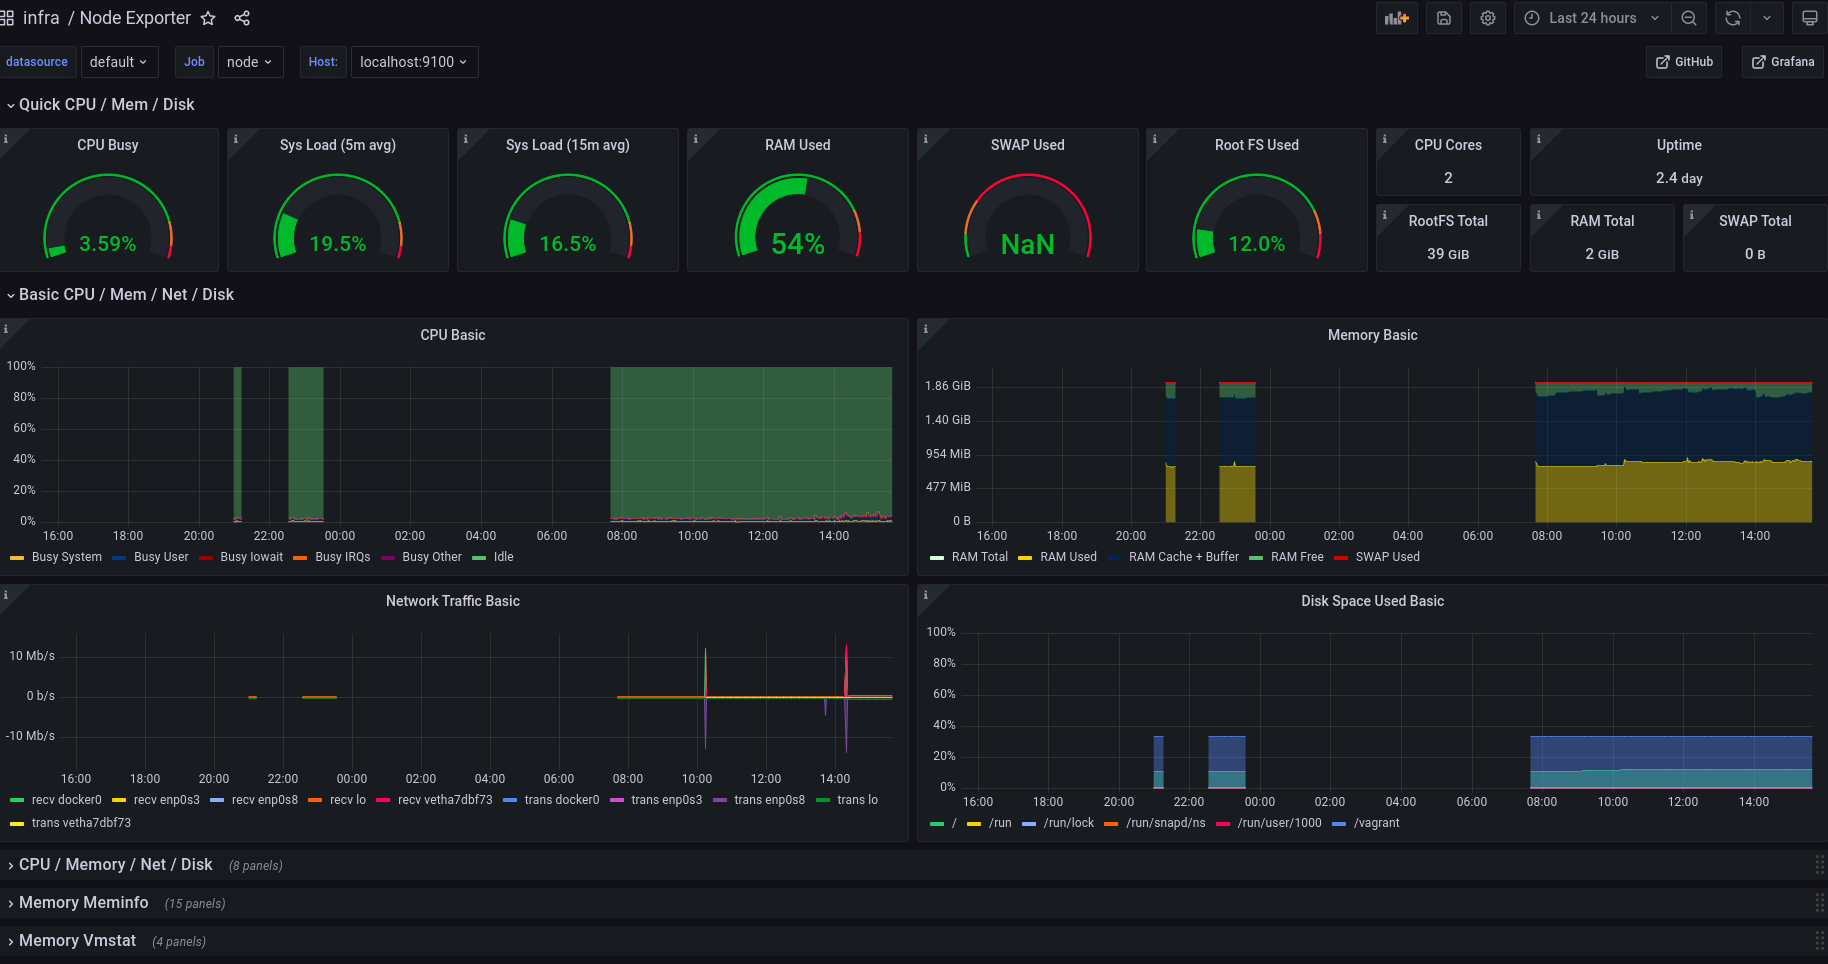 infra / Node Exporter
Last 24 hours
datasource default Job node Host: localhost:9100 GitHub Grafana
Quick CPU / Mem / Disk
CPU Busy
3.59%
Sys Load (5m avg)
19.5%
Sys Load (15m avg)
16.5%
RAM Used
54%
SWAP Used
NaN
Root FS Used
12.0%
CPU Cores
2
Uptime
2.4 day
RootFS Total
39 GiB
RAM Total
2 GiB
SWAP Total
0 B
Basic CPU / Mem / Net / Disk
CPU Basic
100%
80%
60%
40%
20%
0%
16:00 18:00 20:00 22:00 00:00 02:00 04:00 06:00 08:00 10:00 12:00 14:00
Busy System Busy User Busy Iowait Busy IRQs Busy Other Idle
Memory Basic
1.86 GiB
1.40 GiB
954 MiB
477 MiB
0 B
16:00 18:00 20:00 22:00 00:00 02:00 04:00 06:00 08:00 10:00 12:00 14:00
RAM Total RAM Used RAM Cache + Buffer RAM Free SWAP Used
Network Traffic Basic
10 Mb/s
0 b/s
-10 Mb/s
16:00 18:00 20:00 22:00 00:00 02:00 04:00 06:00 08:00 10:00 12:00 14:00
recv docker0 recv enp0s3 recv enp0s8 recv lo recv vetha7dbf73 trans docker0 trans enp0s3 trans enp0s8 trans lo
trans vetha7dbf73
Disk Space Used Basic
100%
80%
60%
40%
20%
0%
16:00 18:00 20:00 22:00 00:00 02:00 04:00 06:00 08:00 10:00 12:00 14:00
/ /run /run/lock /run/snapd/ns /run/user/1000 /vagrant
CPU / Memory / Net / Disk (8 panels)
Memory Meminfo (15 panels)
Memory Vmstat (4 panels)